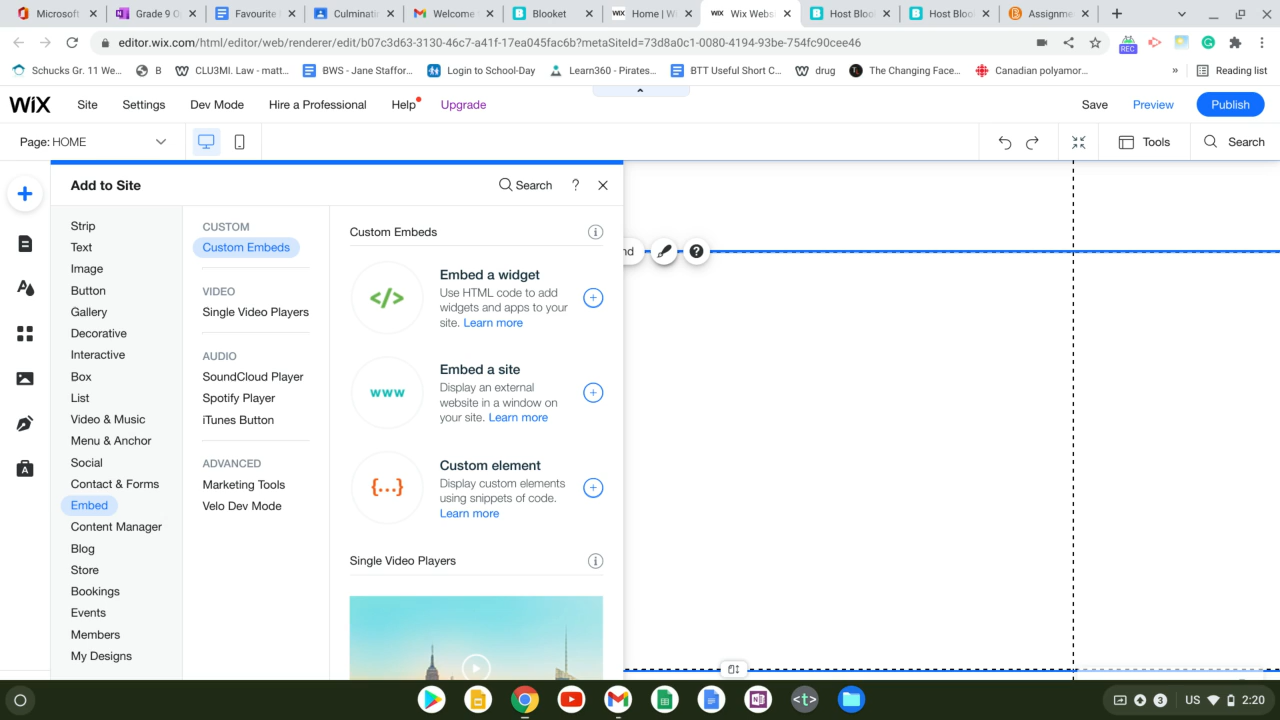 Microsoft
Grade 9 O
Favourite
Culminatin
Welcome
Blooket
Home | W
Wix Webs
Host Bloo
Host Bloo
Assignme
editor.wix.com/html/editor/web/renderer/edit/b07c3d63-3130-46c7-a41f-17ea045fac6b?metaSiteId=73d8a0c1-0080-4194-93be-754fc90cee46
REC
Schucks Gr. 11 We...
B
CLU3MI. Law - matt...
BWS - Jane Staffor...
Login to School-Day
Learn360 - Pirates...
BTT Useful Short C...
drug
The Changing Face...
Canadian polyamor...
»
Reading list
WiX
Site
Settings
Dev Mode
Hire a Professional
Help
Upgrade
Save
Preview
Publish
Page: HOME
Tools
Search
Add to Site
Search
?
Strip
Text
Image
Button
Gallery
Decorative
Interactive
Box
List
Video & Music
Menu & Anchor
Social
Contact & Forms
Embed
Content Manager
Blog
Store
Bookings
Events
Members
My Designs
CUSTOM
Custom Embeds
VIDEO
Single Video Players
AUDIO
SoundCloud Player
Spotify Player
iTunes Button
ADVANCED
Marketing Tools
Velo Dev Mode
Custom Embeds
</>
Embed a widget
Use HTML code to add
widgets and apps to your
site. Learn more
www
Embed a site
Display an external
website in a window on
your site. Learn more
{...}
Custom element
Display custom elements
using snippets of code.
Learn more
Single Video Players
nd
?
<t>
3
US
2:20